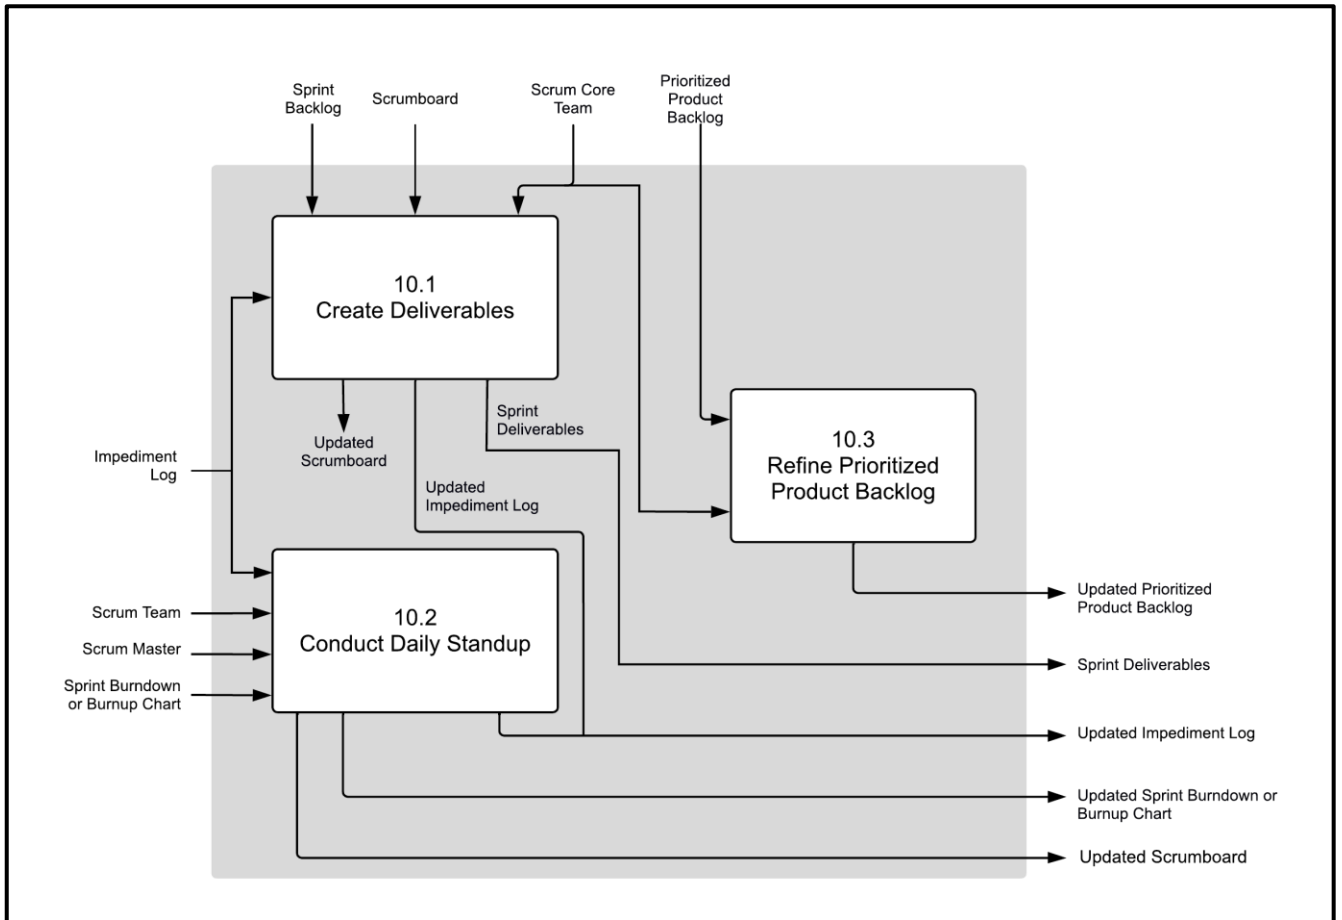 Sprint
Backlog
Scrumboard
Scrum Core
Team
Prioritized
Product
Backlog
10.1
Create Deliverables
Sprint
Deliverables
Updated
Scrumboard
Impediment
Log
Updated
Impediment Log
10.3
Refine Prioritized
Product Backlog
10.2
Conduct Daily Standup
Scrum Team
Scrum Master
Sprint Burndown
or Burnup Chart
Updated Prioritized
Product Backlog
Sprint Deliverables
Updated Impediment Log
Updated Sprint Burndown or
Burnup Chart
Updated Scrumboard